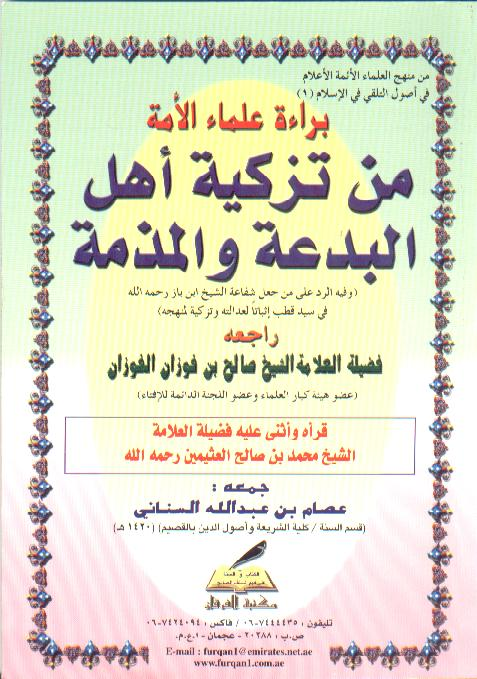 من منهج العلماء الأئمة الأعلام
في أصول التلقي في الإسلام (١)
براءة علماء الأمة
من تزكية أهل
البدعة والمذمة
(وفيه الرد على من جعل شفاعة الشيخ ابن باز رحمه الله
في سيد قطب إثباتاً لعدالته وتزكية لمنهجه)
راجعه
فضيلة العلامة الشيخ صالح بن فوزان الفوزان
(عضو هيئة كبار العلماء وعضو اللجنة الدائمة للإفتاء)
قرأه وأثنى عليه فضيلة العلامة
الشيخ محمد بن صالح العثيمين رحمه الله
جمعه :
عصام بن عبدالله السناني
(قسم السنة / كلية الشريعة وأصول الدين بالقصيم) (١٤٢٠ هـ)
مكتبة الفرقان
تليفون : ٧٤٤٤٤٣٥-٠٦ / فاكس : ٧٤٢٤٠٩٤-٠٦
ص.ب : ٢٠٢٨٨ - عجمان - ا.ع.م.
E-mail : furqan1@emirates.net.ae
www.furqan1.com.ae